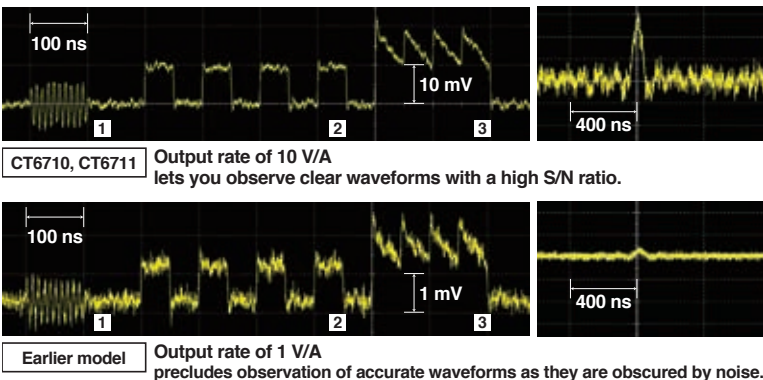 100 ns
10 mV
1
2
3
400 ns
CT6710, CT6711
Output rate of 10 V/A
lets you observe clear waveforms with a high S/N ratio.
100 ns
1 mV
1
2
3
400 ns
Earlier model
Output rate of 1 V/A
precludes observation of accurate waveforms as they are obscured by noise.